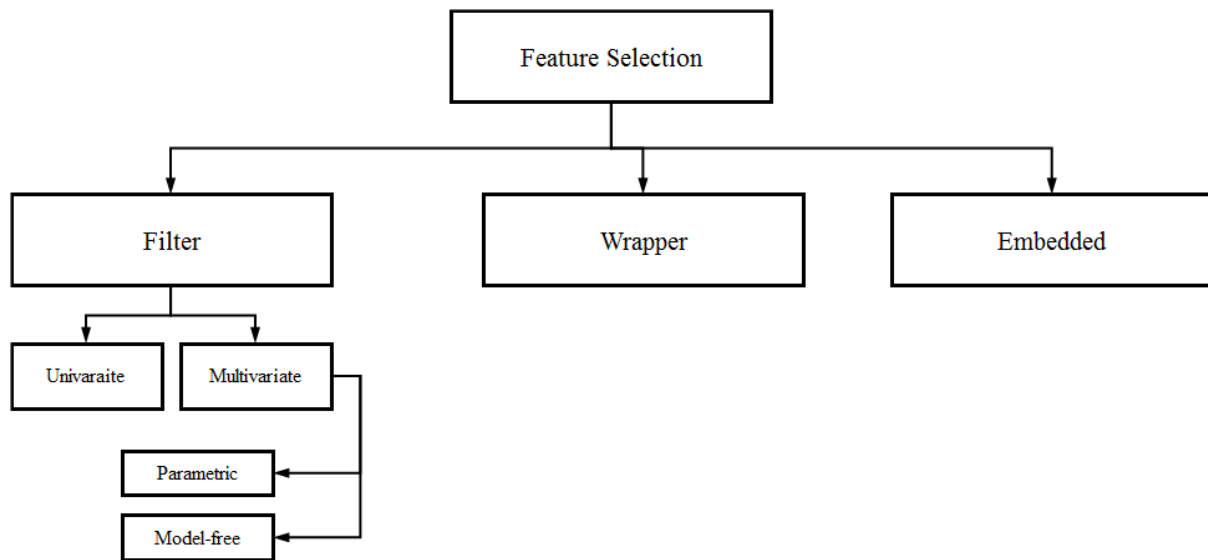 Feature Selection
Filter
Wrapper
Embedded
Univaraite
Multivariate
Parametric
Model-free